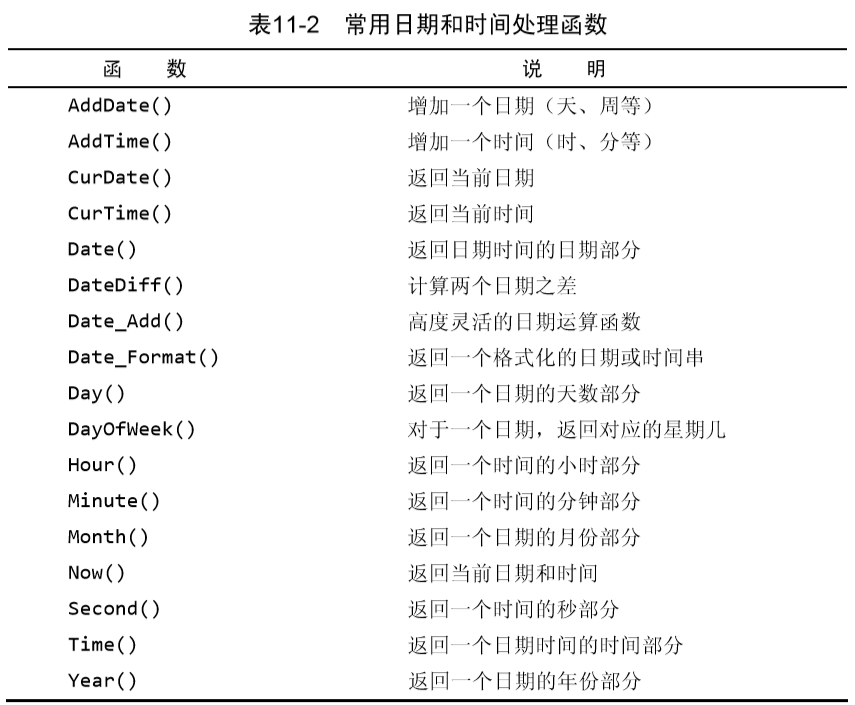 表11-2 常用日期和时间处理函数
函 数 说 明
AddDate() 增加一个日期（天、周等）
AddTime() 增加一个时间（时、分等）
CurDate() 返回当前日期
CurTime() 返回当前时间
Date() 返回日期时间的日期部分
DateDiff() 计算两个日期之差
Date_Add() 高度灵活的日期运算函数
Date_Format() 返回一个格式化的日期或时间串
Day() 返回一个日期的天数部分
DayOfWeek() 对于一个日期，返回对应的星期几
Hour() 返回一个时间的小时部分
Minute() 返回一个时间的分钟部分
Month() 返回一个日期的月份部分
Now() 返回当前日期和时间
Second() 返回一个时间的秒部分
Time() 返回一个日期时间的时间部分
Year() 返回一个日期的年份部分